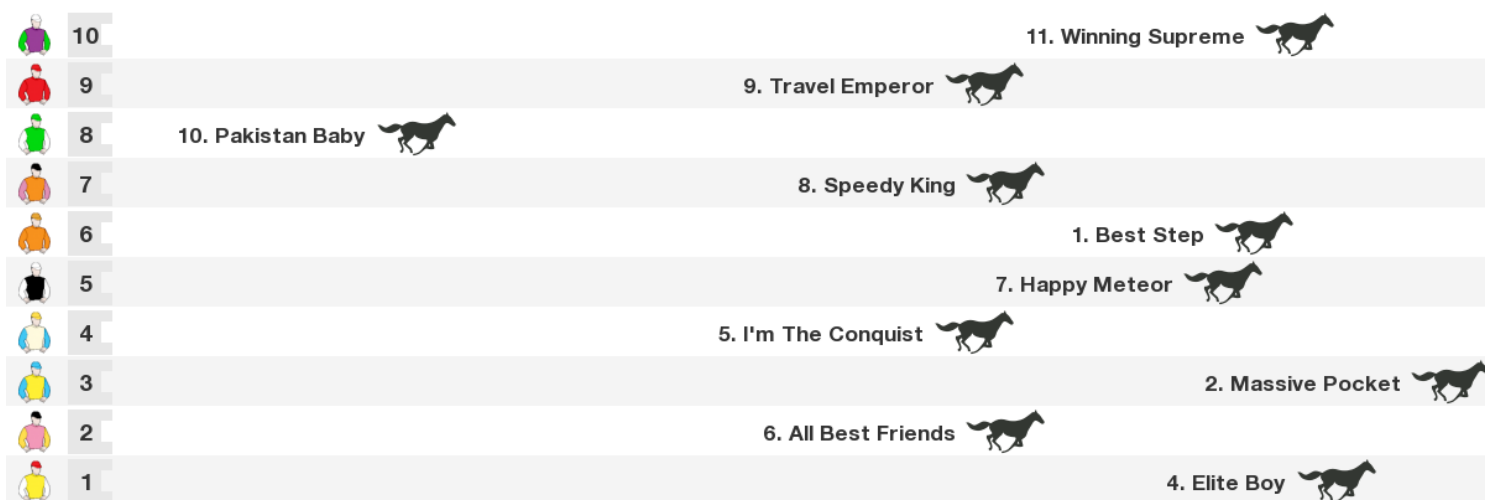 10 11. Winning Supreme
9 9. Travel Emperor
8 10. Pakistan Baby
7 8. Speedy King
6 1. Best Step
5 7. Happy Meteor
4 5. I'm The Conquist
3 2. Massive Pocket
2 6. All Best Friends
1 4. Elite Boy